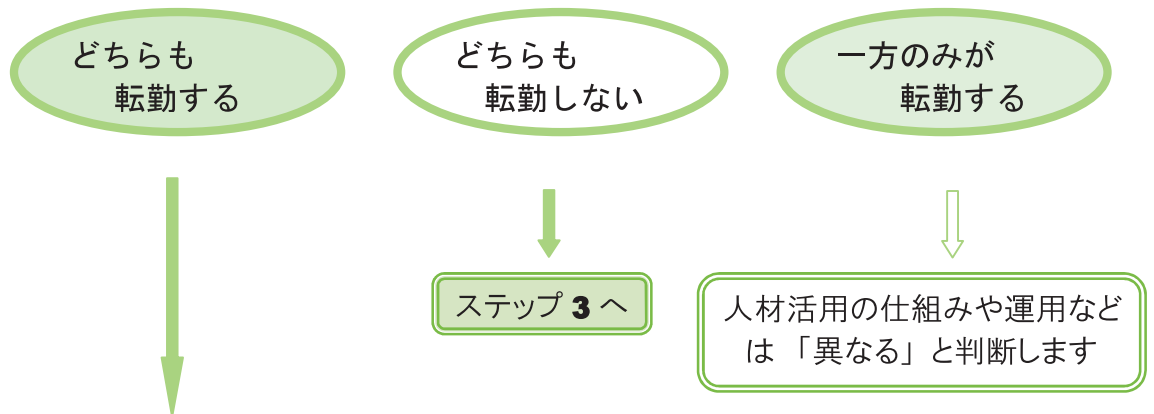 どちらも
転勤する
どちらも
転勤しない
一方のみが
転勤する
ステップ 3 へ
人材活用の仕組みや運用など
は 「異なる」 と判断します